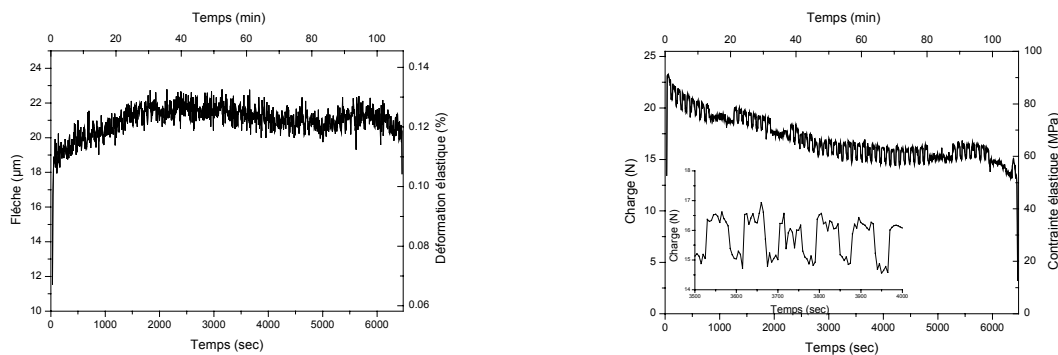 Temps (min)
0 20 40 60 80 100
24
22
20
18
16
14
12
10
Fléche (µm)
0.14
0.12
0.10
0.08
0.06
Déformation élastique (%)
0 1000 2000 3000 4000 5000 6000
Temps (sec)
Temps (min)
0 20 40 60 80 100
25
20
15
10
5
0
Charge (N)
100
80
60
40
20
0
Contrainte élastique (MPa)
18
17
16
15
14
Charge (N)
3500 3600 3700 3800 3900 4000
Temps (sec)
0 1000 2000 3000 4000 5000 6000
Temps (sec)